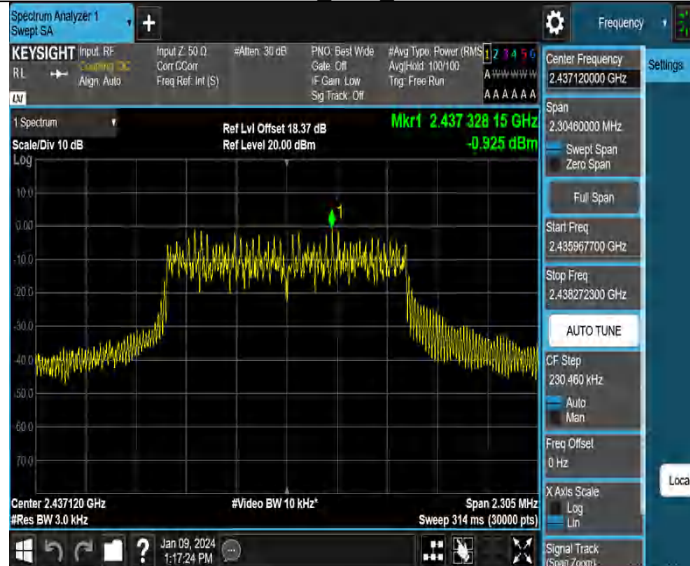 Spectrum Analyzer 1
Swept SA
+
Frequency
KEYSIGHT
RL
Input: RF
Coupling: DC
Align: Auto
Input Z: 50 Ω
Corr CCorr
Freq Ref: Int (S)
#Atten: 30 dB
PNO: Best Wide
Gate: Off
IF Gain: Low
Sig Track: Off
#Avg Type: Power (RMS
Avg|Hold: 100/100
Trig: Free Run
1 2 3 4 5 6
A W W W W W
A A A A A A
LV
1 Spectrum
Scale/Div 10 dB
Log
Ref Lvl Offset 18.37 dB
Ref Level 20.00 dBm
Mkr1 2.437 328 15 GHz
-0.925 dBm
10.0
0.00
-10.0
-20.0
-30.0
-40.0
-50.0
-60.0
-70.0
1
Center 2.437120 GHz
#Res BW 3.0 kHz
#Video BW 10 kHz*
Span 2.305 MHz
Sweep 314 ms (30000 pts)
Jan 09, 2024
1:17:24 PM
?
Center Frequency
2.437120000 GHz
Settings
Span
2.30460000 MHz
Swept Span
Zero Span
Full Span
Start Freq
2.435967700 GHz
Stop Freq
2.438272300 GHz
AUTO TUNE
CF Step
230.460 kHz
Auto
Man
Freq Offset
0 Hz
Loca
X Axis Scale
Log
Lin
Signal Track
(Span Zoom)